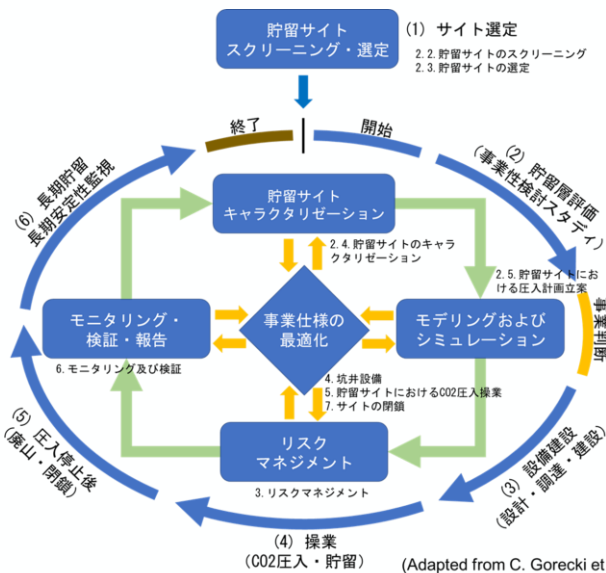 貯留サイト
スクリーニング・選定
(1) サイト選定
2.2.貯留サイトのスクリーニング
2.3.貯留サイトの選定
終了
開始
(2) 貯留層評価
(事業性検討スタディ)
(6) 長期貯留
長期安定性監視
貯留サイト
キャラクタリゼーション
2.4.貯留サイトのキャラ
クタリゼーション
2.5.貯留サイトにお
ける圧入計画立案
事業判断
モニタリング・
検証・報告
事業仕様の
最適化
モデリングおよび
シミュレーション
6.モニタリング及び検証
4.坑井設備
5.貯留サイトにおけるCO2圧入操業
7.サイトの閉鎖
(5) 圧入停止後
(廃山・閉鎖)
(3) 設備建設
(設計・調達・建設)
リスク
マネジメント
3.リスクマネジメント
(4) 操業
(CO2圧入・貯留)
(Adapted from C. Gorecki et